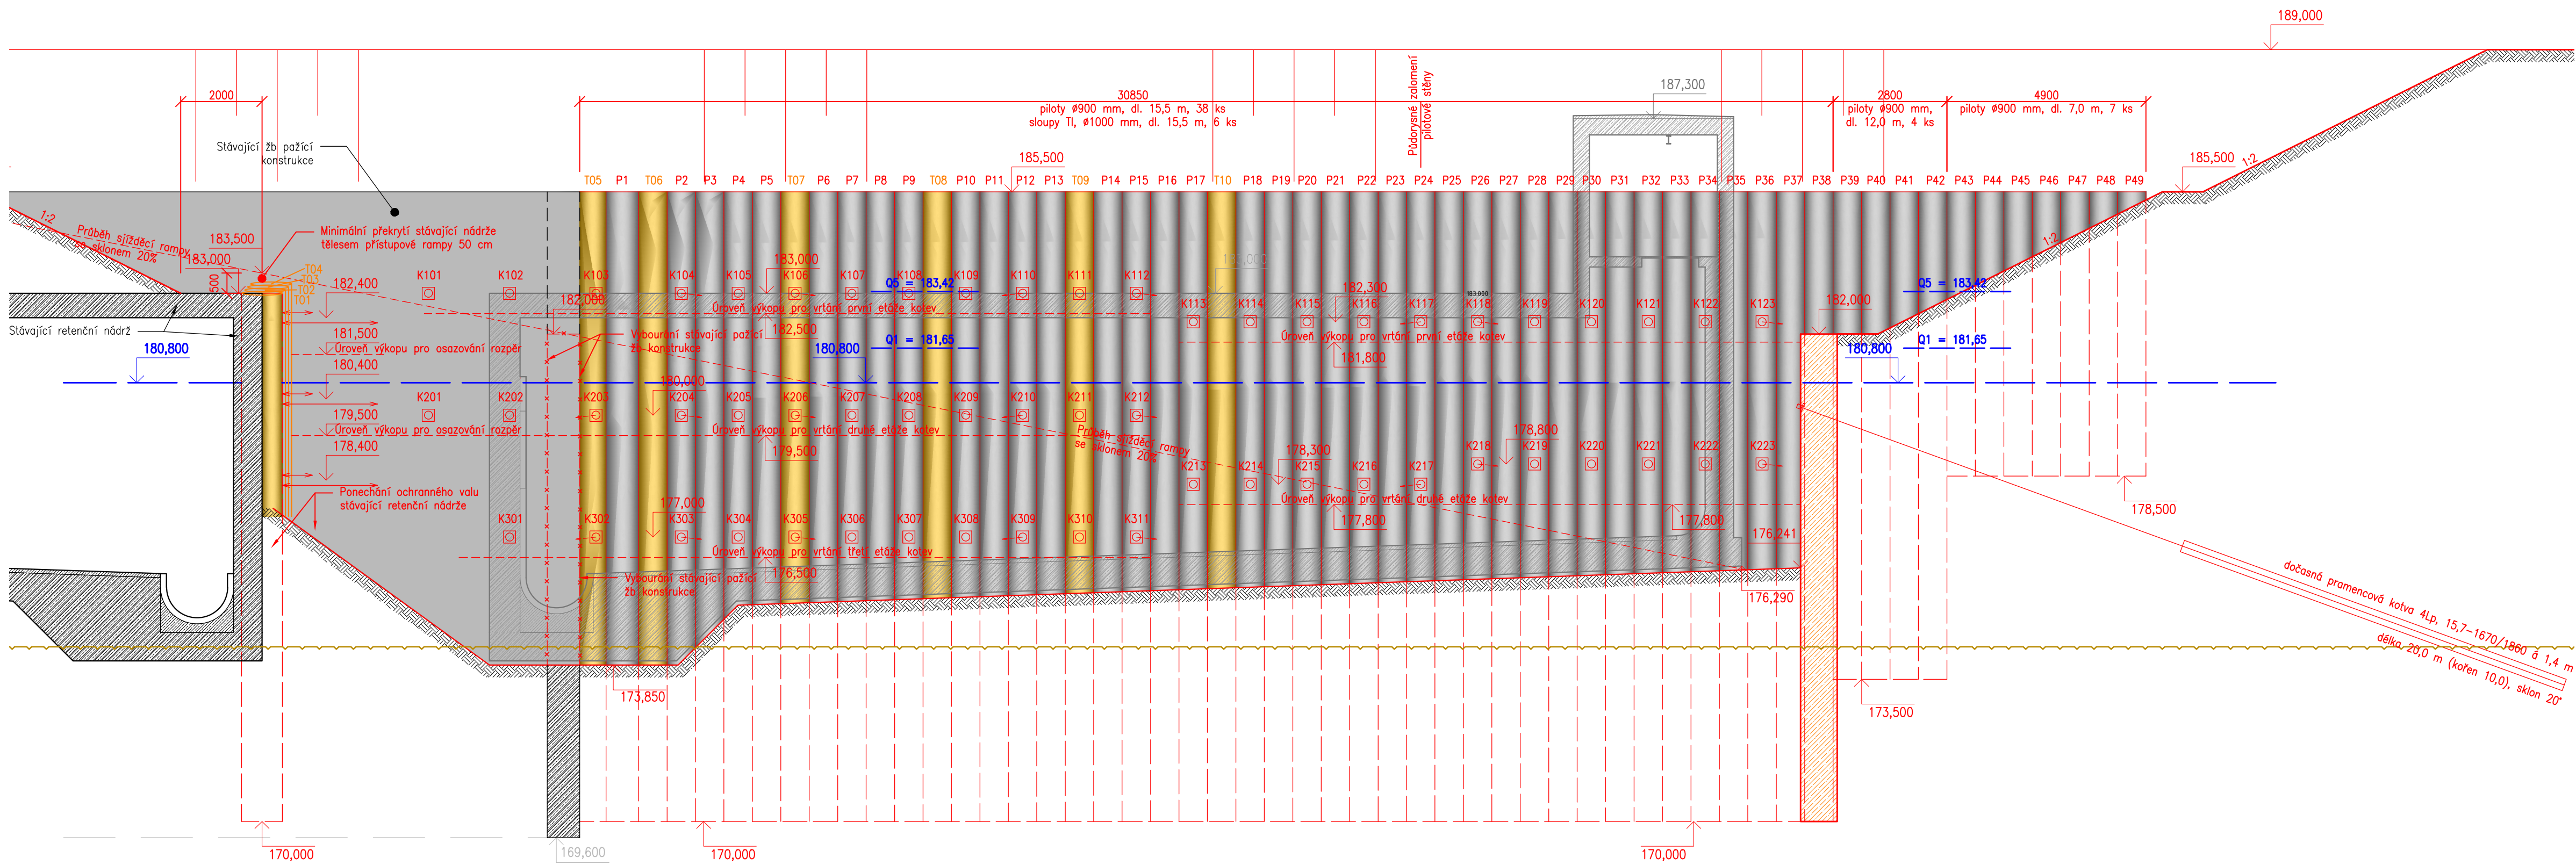 189,000
2000
30850
2800
4900
piloty ø900 mm, dl. 15,5 m, 38 ks
sloupy TI, ø1000 mm, dl. 15,5 m, 6 ks
piloty ø900 mm,
dl. 12,0 m, 4 ks
piloty ø900 mm, dl. 7,0 m, 7 ks
Půdorysné zalomení
pilotové stěny
187,300
Stávající žb pažící
konstrukce
185,500
185,500
1:2
T05 P1 T06 P2 P3 P4 P5 T07 P6 P7 P8 P9 T08 P10 P11 P12 P13 T09 P14 P15 P16 P17 T10 P18 P19 P20 P21 P22 P23 P24 P25 P26 P27 P28 P29 P30 P31 P32 P33 P34 P35 P36 P37 P38 P39 P40 P41 P42 P43 P44 P45 P46 P47 P48 P49
1:2
Průběh sjížděcí rampy
se sklonem 20%
183,500
183,000
500
Minimální překrytí stávající nádrže
tělesem přístupové rampy 50 cm
T04
T03
T02
T01
1:2
K101 K102 K103 K104 K105 K106 K107 K108 K109 K110 K111 K112
183,000
183,000
Q5 = 183,42
Q5 = 183,42
182,400
182,000
182,300
183,000
Úroveň výkopu pro vrtání první etáže kotev
K113 K114 K115 K116 K117 K118 K119 K120 K121 K122 K123
182,000
Stávající retenční nádrž
182,500
181,500
Vybourání stávající pažící
žb konstrukce
Úroveň výkopu pro vrtání první etáže kotev
Q1 = 181,65
Q1 = 181,65
180,800
Úroveň výkopu pro osazování rozpěr
180,800
181,800
180,800
180,400
180,000
K201 K202 K203 K204 K205 K206 K207 K208 K209 K210 K211 K212
179,500
Úroveň výkopu pro osazování rozpěr
Úroveň výkopu pro vrtání druhé etáže kotev
Průběh sjížděcí rampy
se sklonem 20%
178,800
178,400
179,500
178,300
K218 K219 K220 K221 K222 K223
K213 K214 K215 K216 K217
Ponechání ochranného valu
stávající retenční nádrže
177,000
Úroveň výkopu pro vrtání druhé etáže kotev
178,500
K301 K302 K303 K304 K305 K306 K307 K308 K309 K310 K311
177,800
177,800
176,241
Úroveň výkopu pro vrtání třetí etáže kotev
176,500
Vybourání stávající pažící
žb konstrukce
176,290
dočasná pramencová kotva 4Lp, 15,7-1670/1860 á 1,4 m
délka 20,0 m (kořen 10,0), sklon 20°
173,850
173,500
170,000
169,600
170,000
170,000